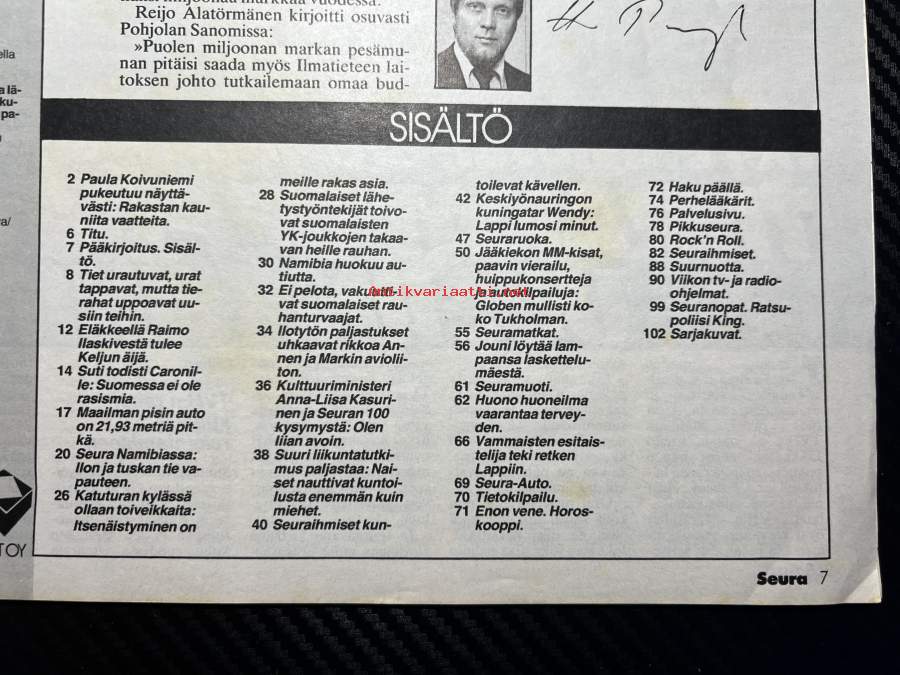 Reijo Alatörmänen kirjoitti osuvasti
Pohjolan Sanomissa:
»Puolen miljoonan markan pesämu-
nan pitäisi saada myös Ilmatieteen lai-
toksen johto tutkailemaan omaa bud-
SISÄLTÖ
2 Paula Koivuniemi
pukeutuu näyttä-
västi: Rakastan kau-
niita vaatteita.
6 Titu.
7 Pääkirjoitus. Sisäl-
tö.
8 Tiet urautuvat, urat
tappavat, mutta tie-
rahat uppoavat uu-
siin teihin.
12 Eläkkeellä Raimo
Ilaskivestä tulee
Keljun äijä.
14 Suti todisti Caronil-
le: Suomessa ei ole
rasismia.
17 Maailman pisin auto
on 21,93 metriä pit-
kä.
20 Seura Namibiassa:
Ilon ja tuskan tie va-
pauteen.
26 Katuturan kylässä
ollaan toiveikkaita:
Itsenäistyminen on
meille rakas asia.
28 Suomalaiset lähe-
tystyöntekijät toivo-
vat suomalaisten
YK-joukkojen takaa-
van heille rauhan.
30 Namibia huokuu au-
tiutta.
32 Ei pelota, vakuutti-
vat suomalaiset rau-
hanturvaajat.
34 Ilotytön paljastukset
uhkaavat rikkoa An-
nen ja Markin avioliiton.
36 Kulttuuriministeri
Anna-Liisa Kasuri-
nen ja Seuran 100
kysymystä: Olen
liian avoin.
38 Suuri liikuntatutki-
mus paljastaa: Nai-
set nauttivat kuntoi-
lusta enemmän kuin
miehet.
40 Seuraihmiset kun-
toilevat kävellen.
42 Keskiyönauringon
kuningatar Wendy:
Lappi lumosi minut.
47 Seuraruoka.
50 Jääkiekon MM-kisat,
paavin vierailu,
huippukonsertteja
ja autokilpailuja:
Globen mullisti ko-
ko Tukholman.
55 Seuramatkat.
56 Jouni löytää lam-
paansa laskettelu-
mäestä.
61 Seuramuoti.
62 Huono huoneilma
vaarantaa tervey-
den.
66 Vammaisten esitais-
telija teki retken
Lappiin.
69 Seura-Auto.
70 Tietokilpailu.
71 Enon vene. Horos-
kooppi.
72 Haku päällä.
74 Perhelääkärit.
76 Palvelusivu.
78 Pikkuseura.
80 Rock'n Roll.
82 Seuraihmiset.
88 Suurnuotta.
90 Viikon tv- ja radio-
ohjelmat.
99 Seuranopat. Ratsu-
poliisi King.
102 Sarjakuvat.
Seura 7